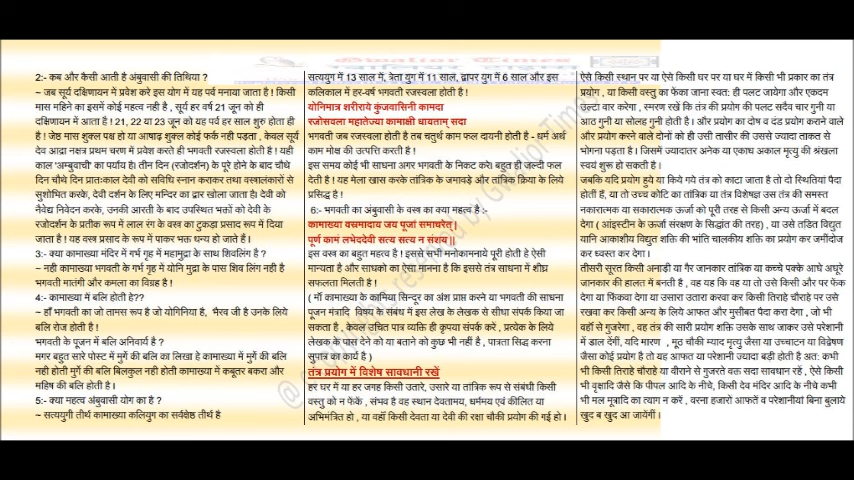 2:- कब और कैसी आती है अंबुवासी की तिथिया ?
~ जब सूर्य दक्षिणायन मे प्रवेश करे इस योग में यह पर्व मनाया जाता है ! किसी
मास महिने का इसमें कोई महत्व नही है , सूर्य हर वर्ष 21 जून को ही
दक्षिणायन में आता है ! 21, 22 या 23 जून को यह पर्व हर साल शुरु होता ही
है ! जेष्ठ मास शुक्ल पक्ष हो या आषाढ़ शुक्ल कोई फर्क नही पड़ता , केवल सूर्य
देव आद्रा नक्षत्र प्रथम चरण में प्रवेश करते ही भगवती रजस्वला होती है ! यही
काल 'अम्बुवाची' का पर्याय है। तीन दिन (रजोदर्शन) के पूरे होने के बाद चौथे
दिन चौथे दिन प्रातःकाल देवी को सविधि स्नान कराकर तथा वस्त्रालंकारों से
सुशोभित करके, देवी दर्शन के लिए मन्दिर का द्वार खोला जाता है। देवी को
नैवेद्य निवेदन करके, उनकी आरती के बाद उपस्थित भक्तों को देवी के
रजोदर्शन के प्रतीक रूप में लाल रंग के वस्त्र का टुकड़ा प्रसाद रूप में दिया
जाता है ! यह वस्त्र प्रसाद के रूप में पाकर भक्त धन्य हो जाते हैं ।
3:- क्या कामाख्या मंदिर में गर्भ गृह में महामुद्रा के साथ शिवलिंग है ?
~ नही कामाख्या भगवती के गर्भ गृह में योनि मुद्रा के पास शिव लिंग नही है
भगवती मातंगी और कमला का विग्रह है !
4:- कामाख्या में बलि होती है??
~ हाँ भगवती का जो तामस रूप है जो योगिनिया है, भैरव जी है उनके लिये
बलि रोज होती है !
भगवती के पूजन में बलि अनिवार्य है ?
मगर बहुत सारे पोस्ट में मुर्गे की बलि का लिखा है कामाख्या में मुर्गे की बलि
नही होती मुर्गे की बलि बिलकुल नही होती कामाख्या में कबूतर बकरा और
महिष की बलि होती है !
5:- क्या महत्व अंबुवासी योग का है ?
~ सत्ययुगी तीर्थ कामाख्या कलियुग का सर्वश्रेष्ठ तीर्थ है
सत्ययुग में 13 साल में, त्रेता युग में 11 साल, द्वापर युग में 6 साल और इस
कलिकाल में हर-वर्ष भगवती रजस्वला होती है !
योनिमात्र शरीराये कुंजवासिनी कामदा
रजोसवला महातेज्या कामाक्षी धायताम् सदा
भगवती जब रजस्वला होती है तब चतुर्थ काम फल दायनी होती है - धर्म अर्थ
काम मोक्ष की उत्पत्ति करती है !
इस समय कोई भी साधना अगर भगवती के निकट करे। बहुत ही जल्दी फल
देती है ! यह मेला खास करके तांत्रिक के जमावड़े और तांत्रिक क्रिया के लिये
प्रसिद्ध है !
6:- भगवती का अंबुवासी के वस्त्र का क्या महत्व है :-
कामाख्या वस्त्रमादाय जय पूजां समाचरेत् |
पूर्ण कामं लभेददेवी सत्य सत्य न संशय ||
इस वस्त्र का बहुत महत्व है ! इससे सभी मनोकामनाये पूरी होती है ऐसी
मान्यता है और साधको का ऐसा मानना है कि इससे तंत्र साधना में शीघ्र
सफलता मिलती है !
( माँ कामाख्या के कामिया सिन्दूर का अंश प्राप्त करने या भगवती की साधना
पूजन मंत्रादि विषय के संबंध में इस लेख के लेखक से सीधा संपर्क किया जा
सकता है , केवल उचित पात्र व्यक्ति ही कृपया संपर्क करें , प्रत्येक के लिये
लेखक के पास देने को या बताने को कुछ भी नहीं है , पात्रता सिद्ध करना
सुपात्र का कार्य है )
तंत्र प्रयोग में विशेष सावधानी रखें
हर घर में या हर जगह किसी उतारे, उसारे या तांत्रिक रूप से संबंधी किसी
वस्तु को न फेंकें , संभव है वह स्थान देवतामय, धर्ममय एवं कीलित या
अभिमंत्रित हो , या वहाँ किसी देवता या देवी की रक्षा चौकी प्रयोग की गई हो ।
ऐसे किसी स्थान पर या ऐसे किसी घर पर या घर में किसी भी प्रकार का तंत्र
प्रयोग , या किसी वस्तु का फेका जाना स्वत: ही पलट जायेगा और एकदम
उल्टा वार करेगा , स्मरण रखें कि तंत्र की प्रयोग की पलट सदैव चार गुनी या
आठ गुनी या सोलह गुनी होती है । और प्रयोग का दोष व दंड प्रयोग कराने वाले
और प्रयोग करने वाले दोनों को ही उसी तासीर की उससे ज्यादा ताकत से
भोगना पड़ता है । जिसमें ज्यादातर अनेक या एकाध अकाल मृत्यु की श्रंखला
स्वयं शुरू हो सकती है ।
जबकि यदि प्रयोग हुये या किये गये तंत्र को काटा जाता है तो दो स्थितियां पैदा
होतीं हैं, या तो उच्च कोटि का तांत्रिक या तंत्र विशेषज्ञ उस तंत्र की समस्त
नकारात्मक या सकारात्मक ऊर्जा को पूरी तरह से किसी अन्य ऊर्जा में बदल
देगा ( आंइस्टीन के ऊर्जा संरक्षण के सिद्धांत की तरह) , या उसे तडित विद्युत
यानि आकाशीय विद्युत शक्ति की भांति चालकीय शक्ति का प्रयोग कर जमींदोज
कर ध्वस्त कर देगा ।
तीसरी सूरत किसी अनाड़ी या गैर जानकार तांत्रिक या कच्चे पक्के आधे अधूरे
जानकार की हालत में बनती है , वह यह कि वह या तो उसे किसी और पर फेंक
देगा या फिंकवा देगा या उसारा उतारा करवा कर किसी तिराहे चौराहे पर उसे
रखवा कर किसी अन्य के लिये आफत और मुसीबत पैदा करा देगा , जो भी
वहाँ से गुजरेगा , वह तंत्र की सारी प्रयोग शक्ति उसके साथ जाकर उसे परेशानी
में डाल देंगीं, यदि मारण , मूठ चौकी म्याद मृत्यु जैसा या उच्चाटन या विद्वेषण
जैसा कोई प्रयोग है तो यह आफत या परेशानी ज्यादा बड़ी होती है अत: कभी
भी किसी तिराहे चौराहे या वीराने से गुजरते वक्त सदा सावधान रहें , ऐसे किसी
भी वृक्षादि जैसे कि पीपल आदि के नीचे, किसी देव मंदिर आदि के नीचे कभी
भी मल मूत्रादि का त्याग न करें , वरना हजारों आफतें व परेशानीयां बिना बुलाये
खुद ब खुद आ जायेगीं ।